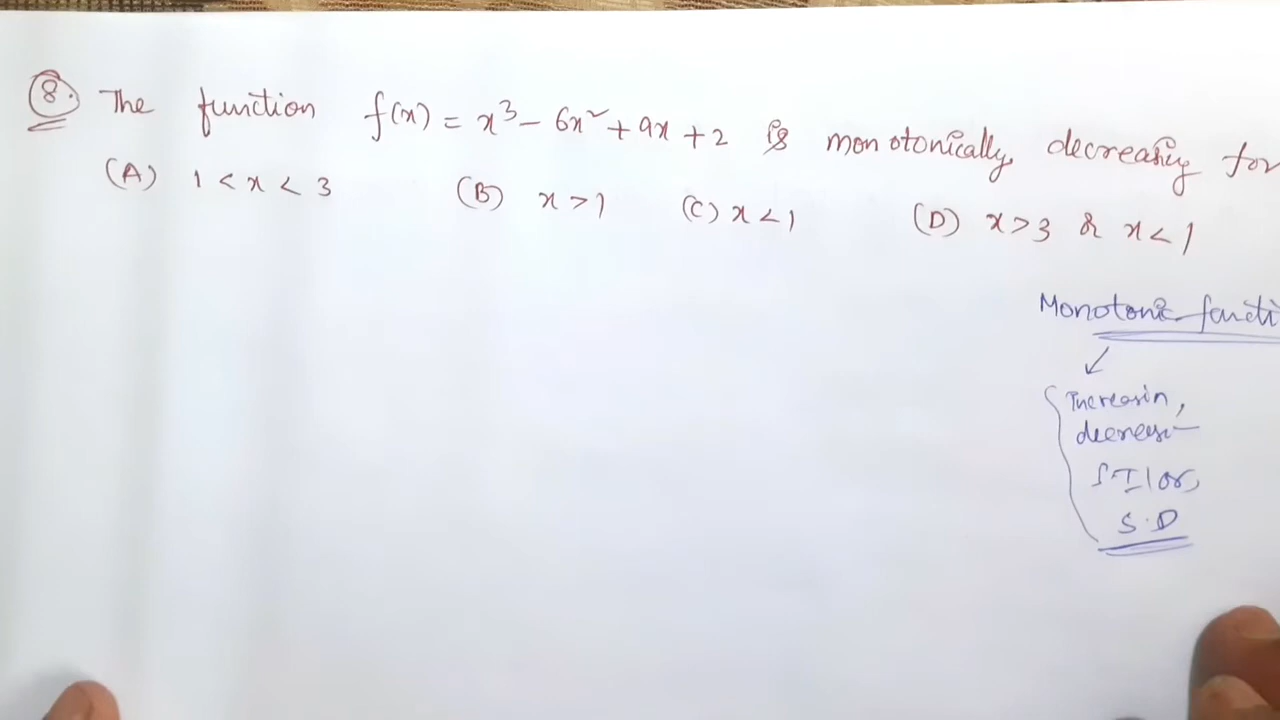 8. The function f(x) = x³ - 6x² + 9x + 2 is monotonically decreasing for
(A) 1 < x < 3 (B) x > 1 (C) x < 1 (D) x > 3 & x < 1
Monotonic functi
Increasin,
decreasi
S.I or,
S.D